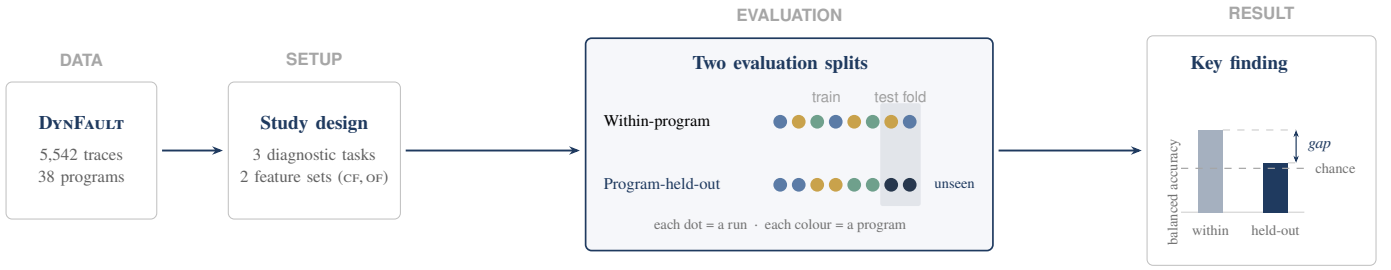 DATA
DYNFAULT
5,542 traces
38 programs
SETUP
Study design
3 diagnostic tasks
2 feature sets (CF, OF)
EVALUATION
Two evaluation splits
train
test fold
Within-program
Program-held-out
unseen
each dot = a run · each colour = a program
RESULT
Key finding
balanced accuracy
gap
chance
within
held-out